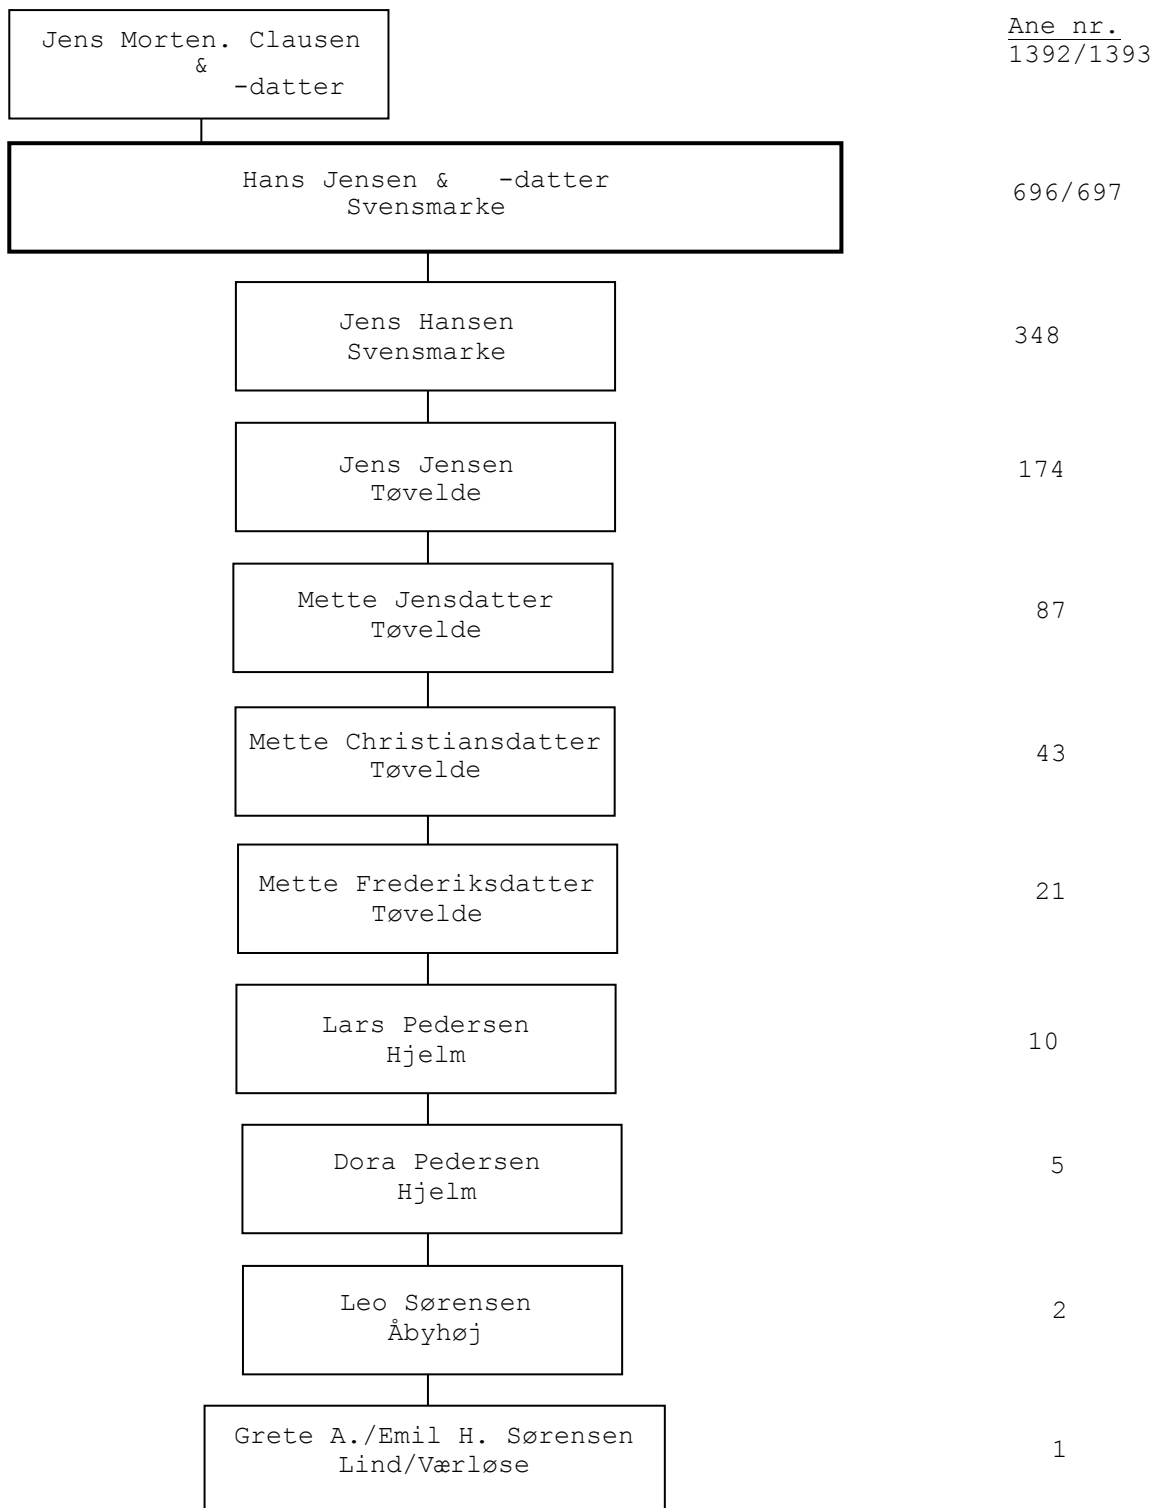 Jens Morten. Clausen
&
-datter
Ane nr.
1392/1393
Hans Jensen & -datter
Svensmarke
696/697
Jens Hansen
Svensmarke
348
Jens Jensen
Tøvelde
174
Mette Jensdatter
Tøvelde
87
Mette Christiansdatter
Tøvelde
43
Mette Frederiksdatter
Tøvelde
21
Lars Pedersen
Hjelm
10
Dora Pedersen
Hjelm
5
Leo Sørensen
Åbyhøj
2
Grete A./Emil H. Sørensen
Lind/Værløse
1